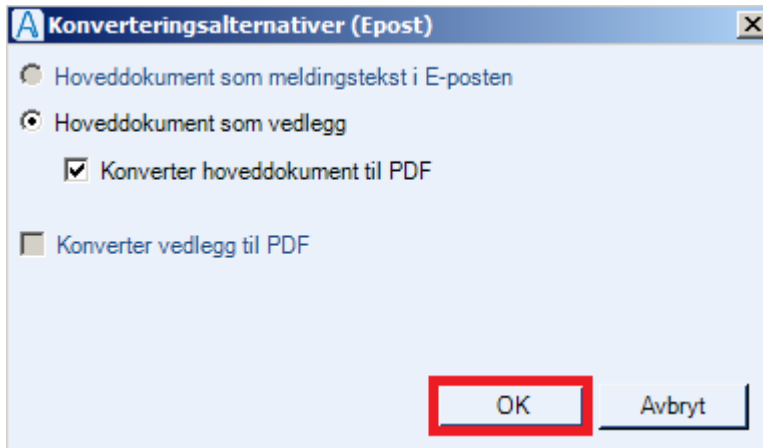 Konverteringsalternativer (Epost)
Hoveddokument som meldingstekst i E-posten
Hoveddokument som vedlegg
Konverter hoveddokument til PDF
Konverter vedlegg til PDF
OK
Avbryt